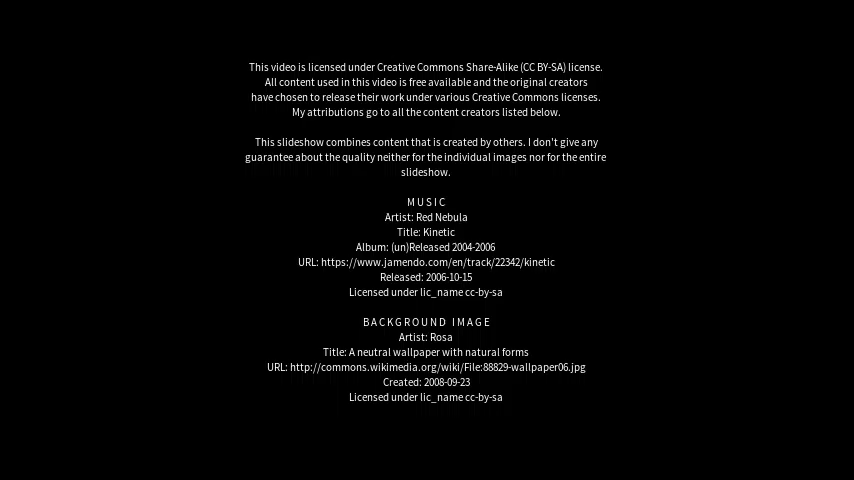 This video is licensed under Creative Commons Share-Alike (CC BY-SA) license.
All content used in this video is free available and the original creators
have chosen to release their work under various Creative Commons licenses.
My attributions go to all the content creators listed below.
This slideshow combines content that is created by others. I don't give any
guarantee about the quality neither for the individual images nor for the entire
slideshow.
MUSIC
Artist: Red Nebula
Title: Kinetic
Album: (un)Released 2004-2006
URL: https://www.jamendo.com/en/track/22342/kinetic
Released: 2006-10-15
Licensed under lic_name cc-by-sa
BACKGROUND IMAGE
Artist: Rosa
Title: A neutral wallpaper with natural forms
URL: http://commons.wikimedia.org/wiki/File:88829-wallpaper06.jpg
Created: 2008-09-23
Licensed under lic_name cc-by-sa